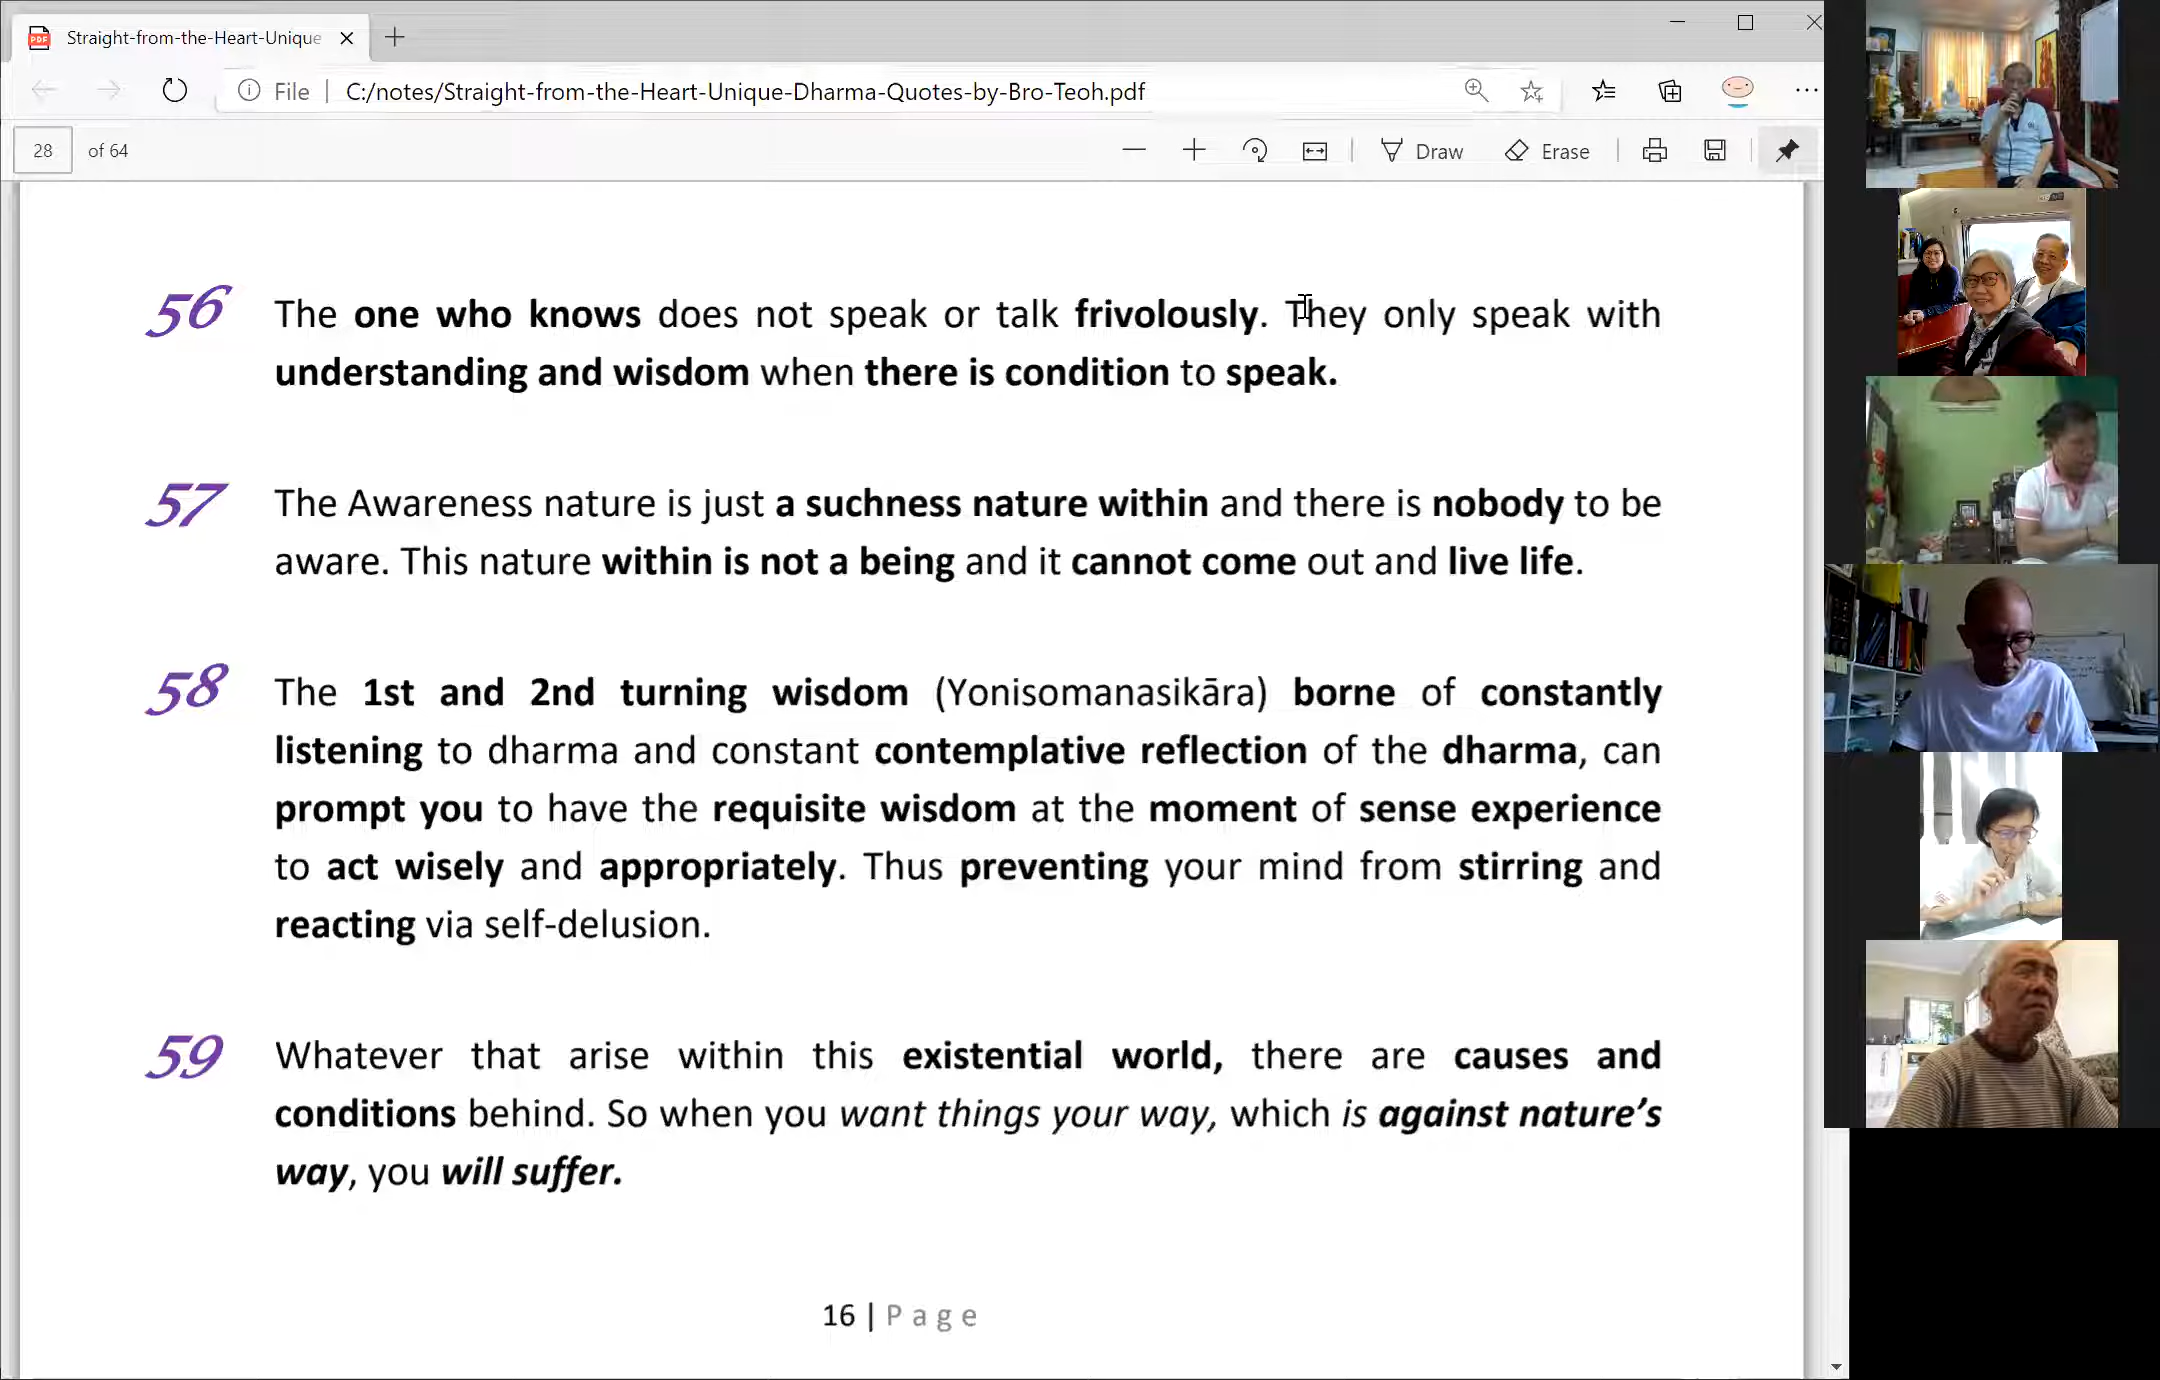 Straight-from-the-Heart-Unique
File
C:/notes/Straight-from-the-Heart-Unique-Dharma-Quotes-by-Bro-Teoh.pdf
28 of 64
Draw
Erase
56 The one who knows does not speak or talk frivolously. They only speak with
understanding and wisdom when there is condition to speak.
57 The Awareness nature is just a suchness nature within and there is nobody to be
aware. This nature within is not a being and it cannot come out and live life.
58 The 1st and 2nd turning wisdom (Yonisomanasikāra) borne of constantly
listening to dharma and constant contemplative reflection of the dharma, can
prompt you to have the requisite wisdom at the moment of sense experience
to act wisely and appropriately. Thus preventing your mind from stirring and
reacting via self-delusion.
59 Whatever that arise within this existential world, there are causes and
conditions behind. So when you want things your way, which is against nature’s
way, you will suffer.
16 | Page